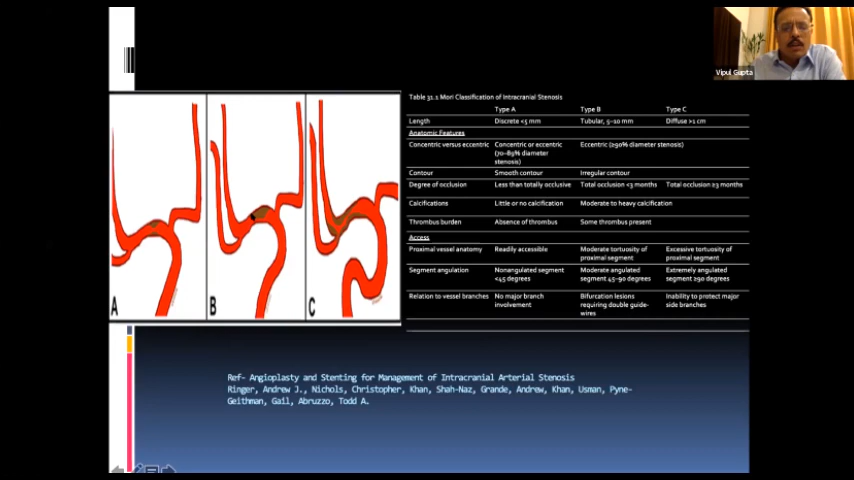 Vipul Gupta
Table 31.1 Mori Classification of Intracranial Stenosis
Type A Type B Type C
Length Discrete <5 mm Tubular, 5–10 mm Diffuse >1 cm
Anatomic Features
Concentric versus eccentric Concentric or eccentric Eccentric (≥90% diameter stenosis)
(70–89% diameter
stenosis)
Contour Smooth contour Irregular contour
Degree of occlusion Less than totally occlusive Total occlusion <3 months Total occlusion ≥3 months
Calcifications Little or no calcification Moderate to heavy calcification
Thrombus burden Absence of thrombus Some thrombus present
Access
Proximal vessel anatomy Readily accessible Moderate tortuosity of Excessive tortuosity of
proximal segment proximal segment
Segment angulation Nonangulated segment Moderate angulated Extremely angulated
<45 degrees segment 45–90 degrees segment ≥90 degrees
Relation to vessel branches No major branch Bifurcation lesions Inability to protect major
involvement requiring double guide- side branches
wires
A B C
Ref- Angioplasty and Stenting for Management of Intracranial Arterial Stenosis
Ringer, Andrew J., Nichols, Christopher, Khan, Shah-Naz, Grande, Andrew, Khan, Usman, Pyne-
Geithman, Gail, Abruzzo, Todd A.